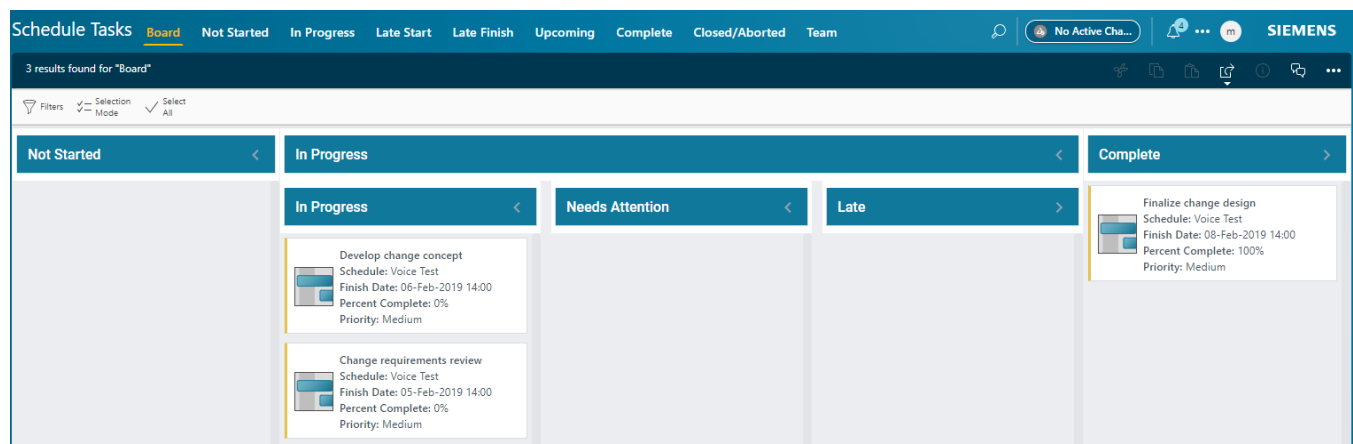 Schedule Tasks Board Not Started In Progress Late Start Late Finish Upcoming Complete Closed/Aborted Team No Active Cha... 4 m SIEMENS
3 results found for "Board"
Filters Selection Mode Select All
Not Started In Progress Complete
In Progress Needs Attention Late
Develop change concept
Schedule: Voice Test
Finish Date: 06-Feb-2019 14:00
Percent Complete: 0%
Priority: Medium
Change requirements review
Schedule: Voice Test
Finish Date: 05-Feb-2019 14:00
Percent Complete: 0%
Priority: Medium
Finalize change design
Schedule: Voice Test
Finish Date: 08-Feb-2019 14:00
Percent Complete: 100%
Priority: Medium